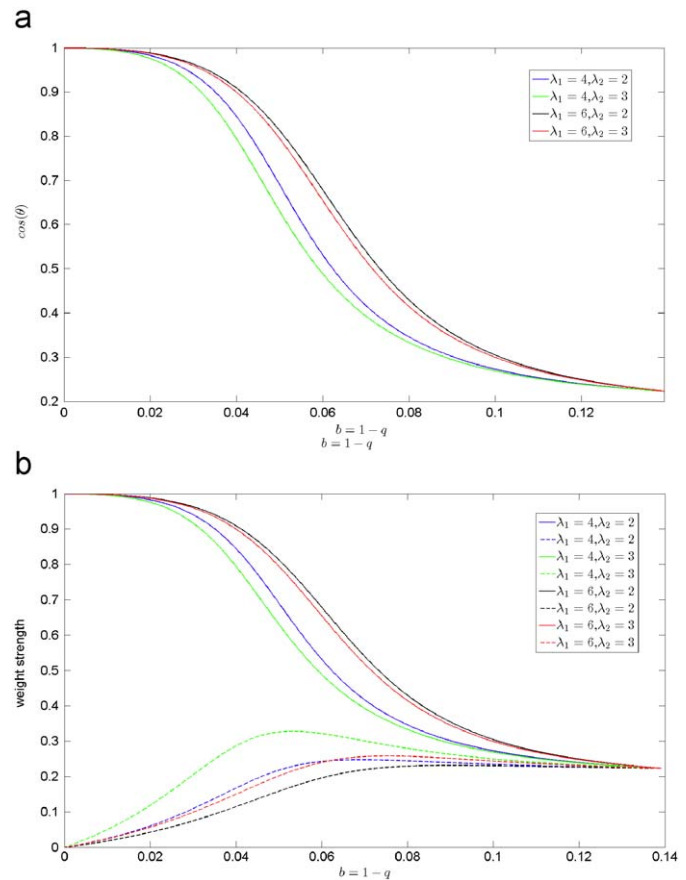 a
1
0.9
0.8
0.7
0.6
0.5
0.4
0.3
0.2
cos(θ)
λ₁ = 4,λ₂ = 2
λ₁ = 4,λ₂ = 3
λ₁ = 6,λ₂ = 2
λ₁ = 6,λ₂ = 3
0 0.02 0.04 0.06 0.08 0.1 0.12
b = 1 − q
b = 1 − q
b
1
0.9
0.8
0.7
0.6
0.5
0.4
0.3
0.2
0.1
0
weight strength
λ₁ = 4,λ₂ = 2
λ₁ = 4,λ₂ = 2
λ₁ = 4,λ₂ = 3
λ₁ = 4,λ₂ = 3
λ₁ = 6,λ₂ = 2
λ₁ = 6,λ₂ = 2
λ₁ = 6,λ₂ = 3
λ₁ = 6,λ₂ = 3
0 0.02 0.04 0.06 0.08 0.1 0.12 0.14
b = 1 − q